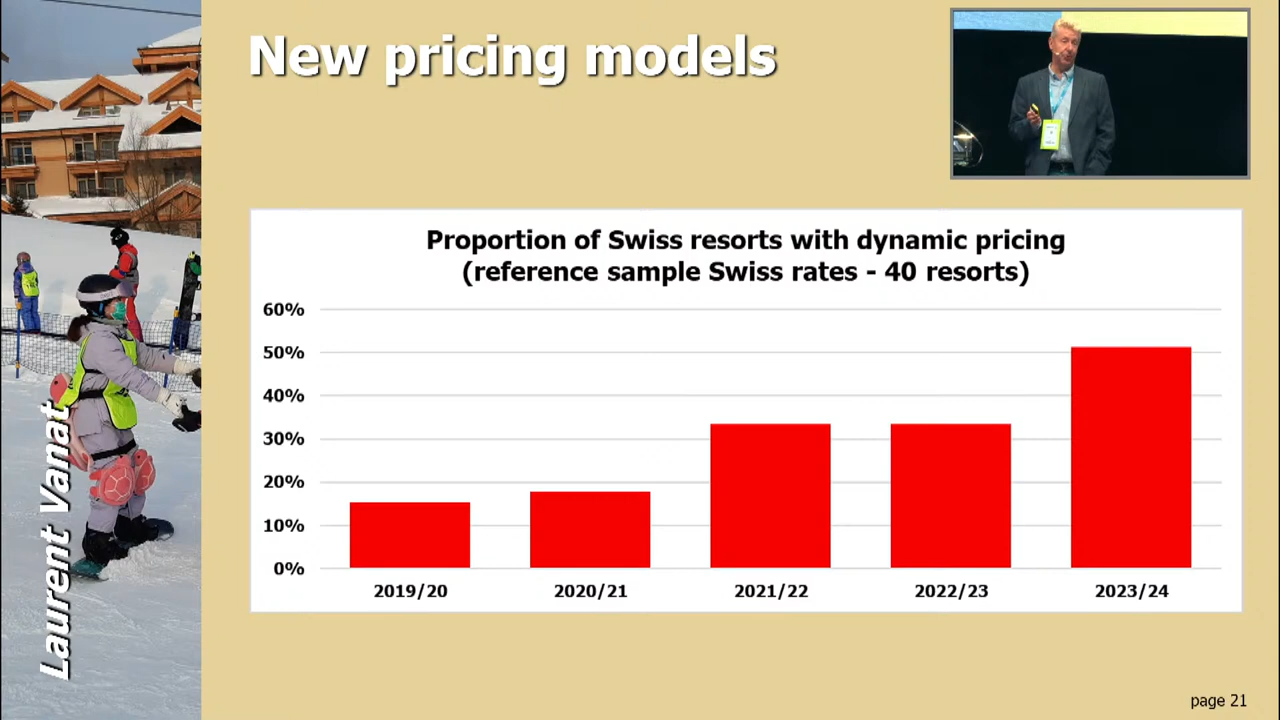 New pricing models
Laurent Vanat
Proportion of Swiss resorts with dynamic pricing
(reference sample Swiss rates - 40 resorts)
60%
50%
40%
30%
20%
10%
0%
2019/20
2020/21
2021/22
2022/23
2023/24
page 21